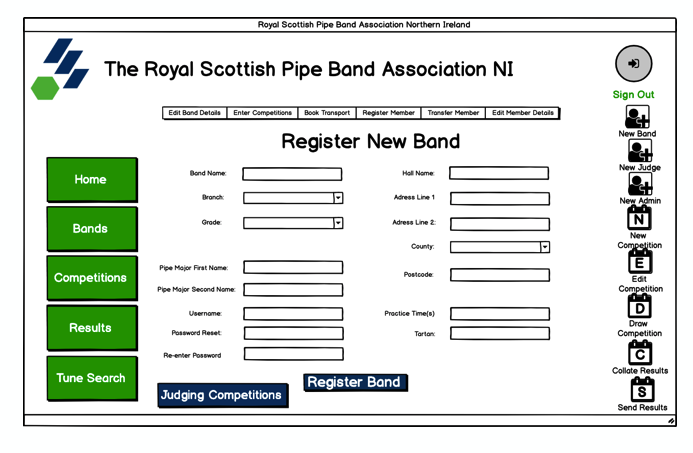 Royal Scottish Pipe Band Association Northern Ireland
The Royal Scottish Pipe Band Association NI
Sign Out
Edit Band Details Enter Competitions Book Transport Register Member Transfer Member Edit Member Details
Register New Band
Home
Bands
Competitions
Results
Tune Search
Band Name:
Branch:
Grade:
Pipe Major First Name:
Pipe Major Second Name:
Username:
Password Reset:
Re-enter Password
Hall Name:
Adress Line 1
Adress Line 2:
County:
Postcode:
Practice Time(s)
Tartan:
Judging Competitions
Register Band
New Band
New Judge
New Admin
N
New
Competition
E
Edit
Competition
D
Draw
Competition
C
Collate Results
S
Send Results